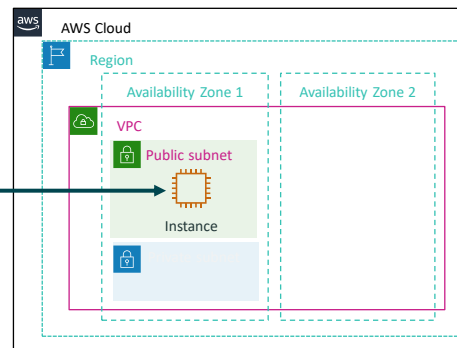 aws
AWS Cloud
Region
Availability Zone 1
Availability Zone 2
VPC
Public subnet
Instance